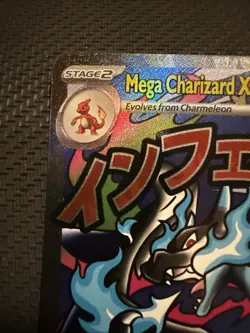 STAGE2
Mega Charizard X
Evolves from Charmeleon
インフェ